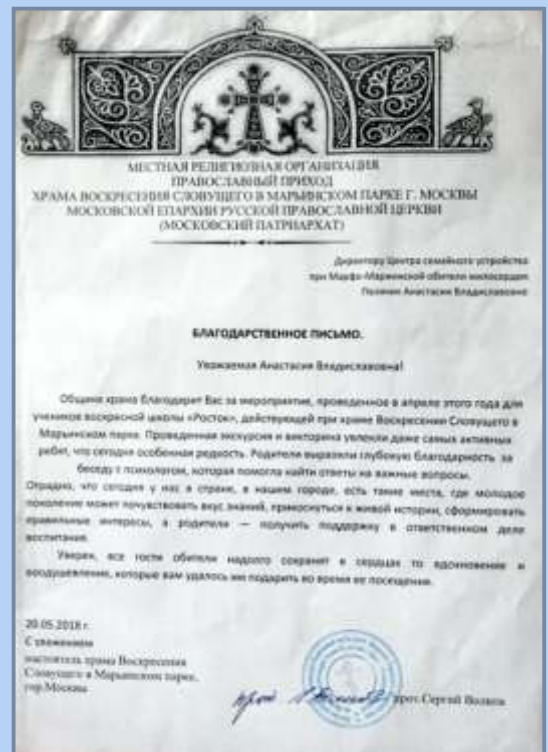 МЕСТНАЯ РЕЛИГИОЗНАЯ ОРГАНИЗАЦИЯ
ПРАВОСЛАВНЫЙ ПРИХОД
ХРАМА ВОСКРЕСЕНИЯ СЛОВУЩЕГО В МАРЬИНСКОМ ПАРКЕ Г. МОСКВЫ
МОСКОВСКОЙ ЕПАРХИИ РУССКОЙ ПРАВОСЛАВНОЙ ЦЕРКВИ
(МОСКОВСКИЙ ПАТРИАРХАТ)
Директору Центра семейного устройства
при Марфо-Мариинской обители милосердия
Анастасии Владиславовне
БЛАГОДАРСТВЕННОЕ ПИСЬМО.
Уважаемая Анастасия Владиславовна!
Община храма благодарит Вас за мероприятие, проведенное в апреле этого года для
учеников воскресной школы «Росток», действующей при храме Воскресения Словущего в
Марьинском парке. Проведенная экскурсия и викторина увлекли даже самых активных
ребят, что сегодня особенная редкость. Родители выразили глубокую благодарность за
беседу с психологом, которая помогла найти ответы на важные вопросы.
Отрадно, что сегодня у нас в стране, в нашем городе, есть такие места, где молодое
поколение может почувствовать вкус знаний, прикоснуться к живой истории, сформировать
правильные интересы, а родители — получить поддержку в ответственном деле
воспитания.
Уверен, все гости обители надолго сохранят в сердцах то вдохновение и
воодушевление, которые вам удалось им подарить во время ее посещения.
20.05.2018 г.
С уважением
настоятель храма Воскресения
Словущего в Марьинском парке,
гор.Москва
прот.Сергий Волков